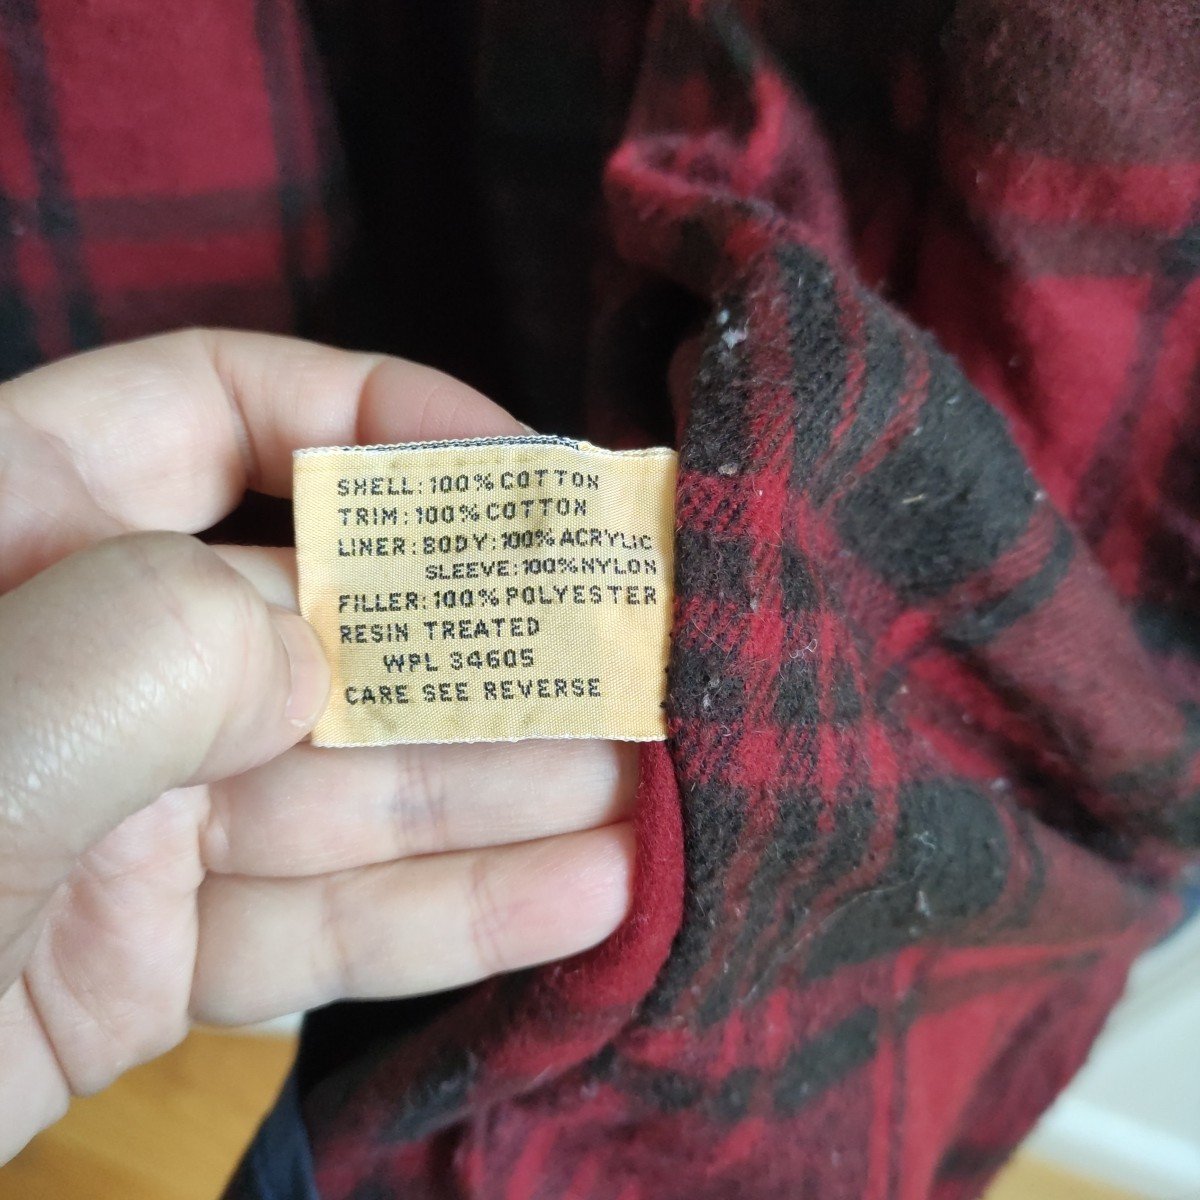 SHELL: 100% COTTON
TRIM: 100% COTTON
LINER: BODY: 100% ACRYLIC
SLEEVE: 100% NYLON
FILLER: 100% POLYESTER
RESIN TREATED
WPL 34605
CARE SEE REVERSE